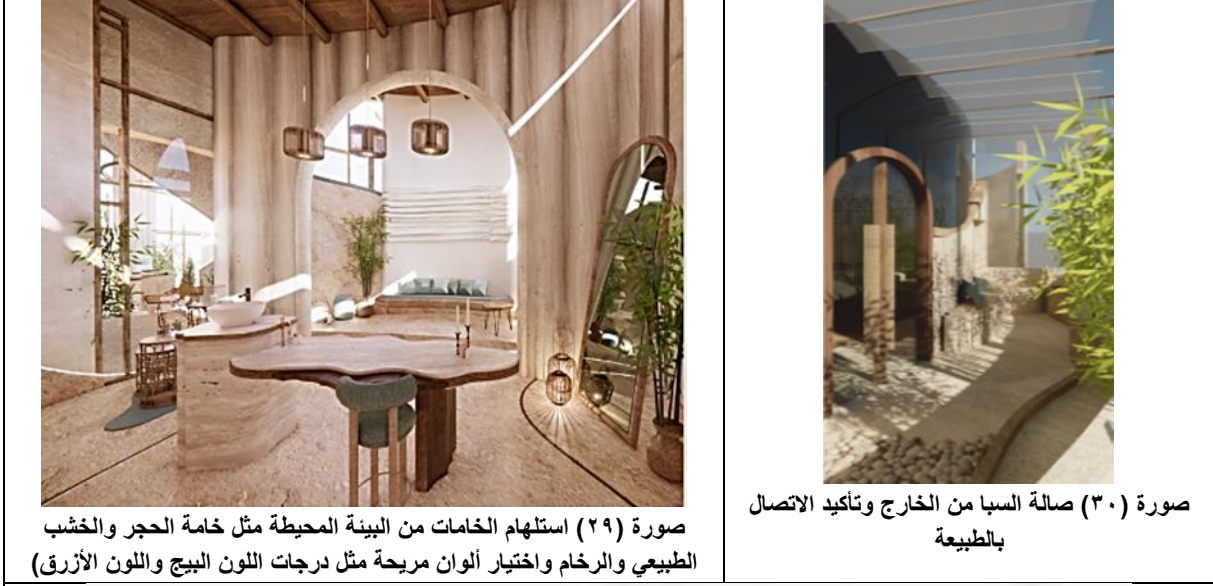 صورة (٢٩) استلهام الخامات من البيئة المحيطة مثل خامة الحجر والخشب
الطبيعي والرخام واختيار ألوان مريحة مثل درجات اللون البيج واللون الأزرق)
صورة (٣٠) صالة السبا من الخارج وتأكيد الاتصال
بالطبيعة